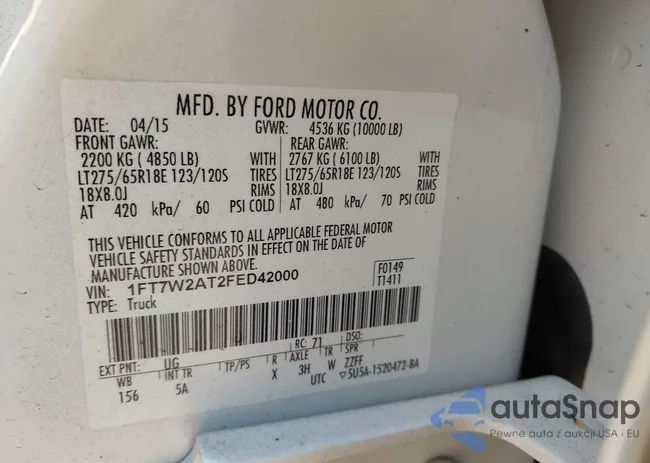 MFD. BY FORD MOTOR CO.
DATE: 04/15 GVWR: 4536 KG (10000 LB)
FRONT GAWR: REAR GAWR:
2200 KG ( 4850 LB) WITH 2767 KG ( 6100 LB) WITH
LT275/65R18E 123/120S TIRES LT275/65R18E 123/120S TIRES
18X8.0J RIMS 18X8.0J RIMS
AT 420 kPa/ 60 PSI COLD AT 480 kPa/ 70 PSI COLD
THIS VEHICLE CONFORMS TO ALL APPLICABLE FEDERAL MOTOR
VEHICLE SAFETY STANDARDS IN EFFECT ON THE DATE OF
MANUFACTURE SHOWN ABOVE.
VIN: 1FT7W2AT2FED42000 F0149
TYPE: Truck T1411
EXT PNT: UG RC: 71 DSO:
WB INT TR TP/PS R AXLE TR SPR
156 5A X 3H W ZZFF
UTC ▽5U5A-1520472-BA
autaSnap
Pewne auta z aukcji USA i EU